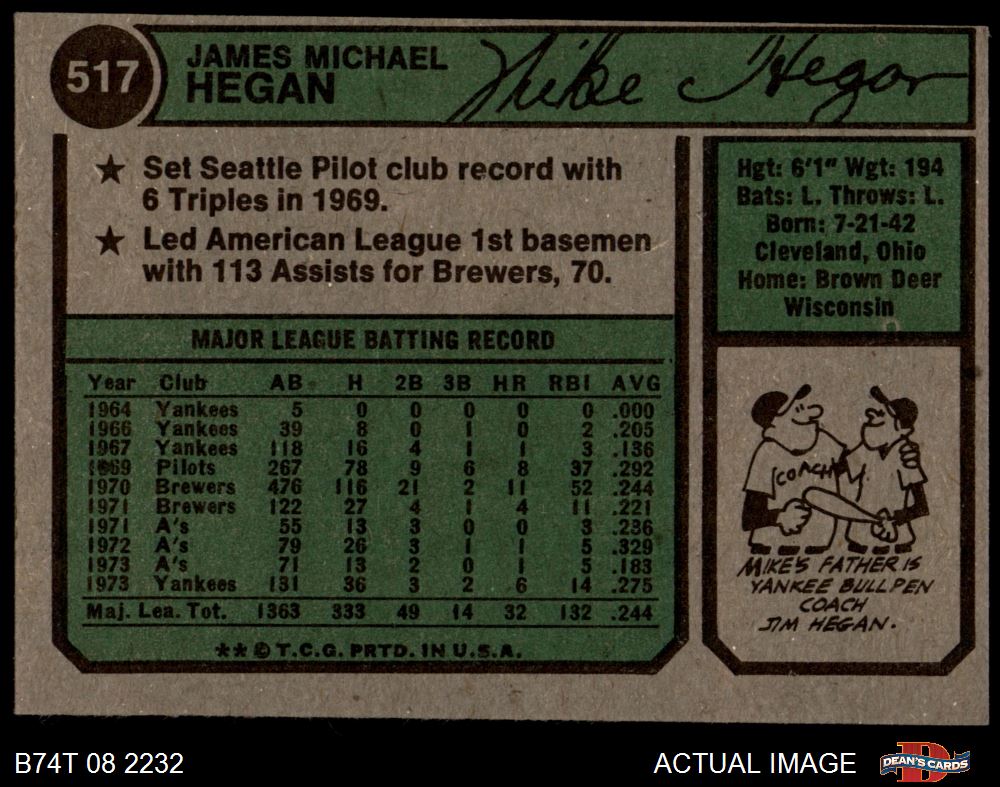 517
JAMES MICHAEL
HEGAN
Mike Hegan
★ Set Seattle Pilot club record with
6 Triples in 1969.
★ Led American League 1st basemen
with 113 Assists for Brewers, 70.
MAJOR LEAGUE BATTING RECORD
Year Club AB H 2B 3B HR RBI AVG
1964 Yankees 5 0 0 0 0 0 .000
1966 Yankees 39 8 0 1 0 2 .205
1967 Yankees 118 16 4 1 1 3 .136
1969 Pilots 267 78 9 6 8 37 .292
1970 Brewers 476 116 21 2 11 52 .244
1971 Brewers 122 27 4 1 4 11 .221
1971 A's 55 13 3 0 0 3 .236
1972 A's 79 26 3 1 1 5 .329
1973 A's 71 13 2 0 1 5 .183
1973 Yankees 131 36 3 2 6 14 .275
Maj. Lea. Tot. 1363 333 49 14 32 132 .244
** © T.C.G. PRTD. IN U.S.A.
Hgt: 6'1" Wgt: 194
Bats: L. Throws: L.
Born: 7-21-42
Cleveland, Ohio
Home: Brown Deer
Wisconsin
COACH
MIKE'S FATHER IS
YANKEE BULLPEN
COACH
JIM HEGAN.
B74T 08 2232
ACTUAL IMAGE
DEAN'S CARDS